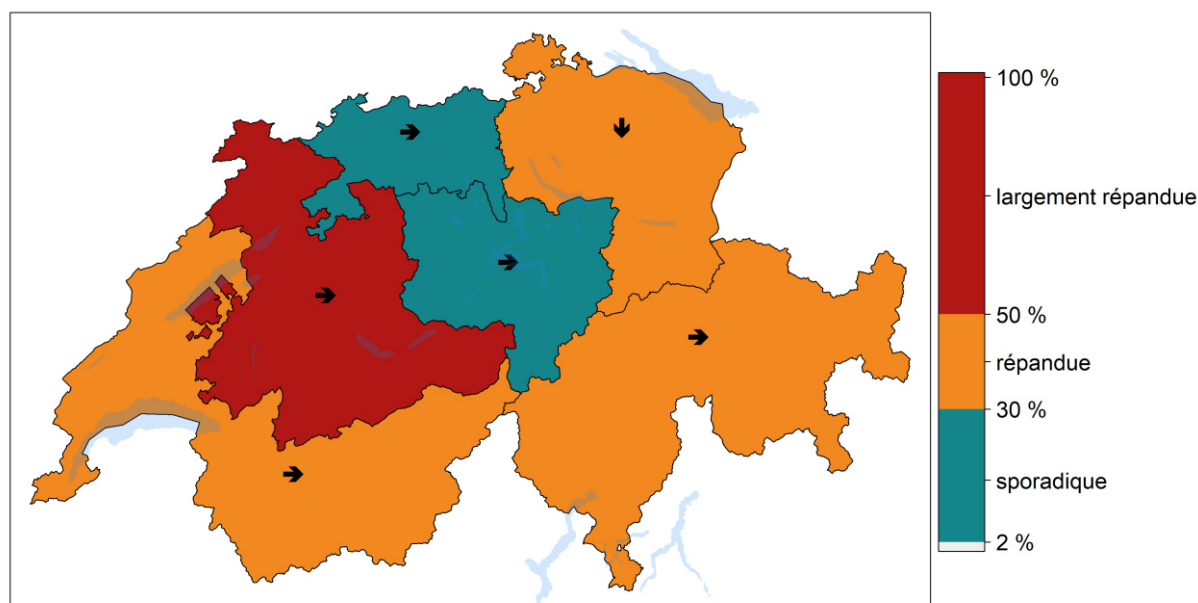 100 %
largement répandue
50 %
répandue
30 %
sporadique
2 %